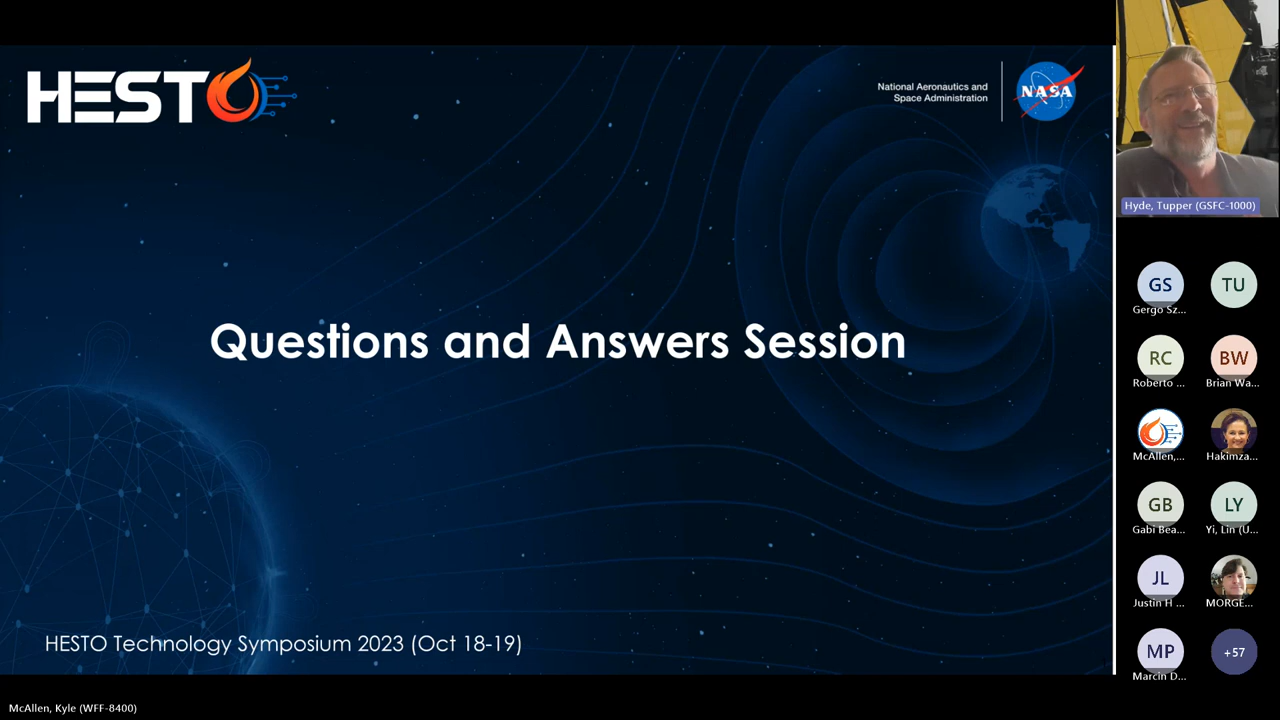 HESTO
National Aeronautics and
Space Administration
NASA
Questions and Answers Session
HESTO Technology Symposium 2023 (Oct 18-19)
McAllen, Kyle (WFF-8400)
Hyde, Tupper (GSFC-1000)
GS
TU
Gergo Sz...
RC
BW
Roberto ...
Brian Wa...
McAllen,...
Hakimza...
GB
LY
Gabi Bea...
Yi, Lin (U...
JL
Justin H ...
MORGE...
MP
+57
Marcin D...